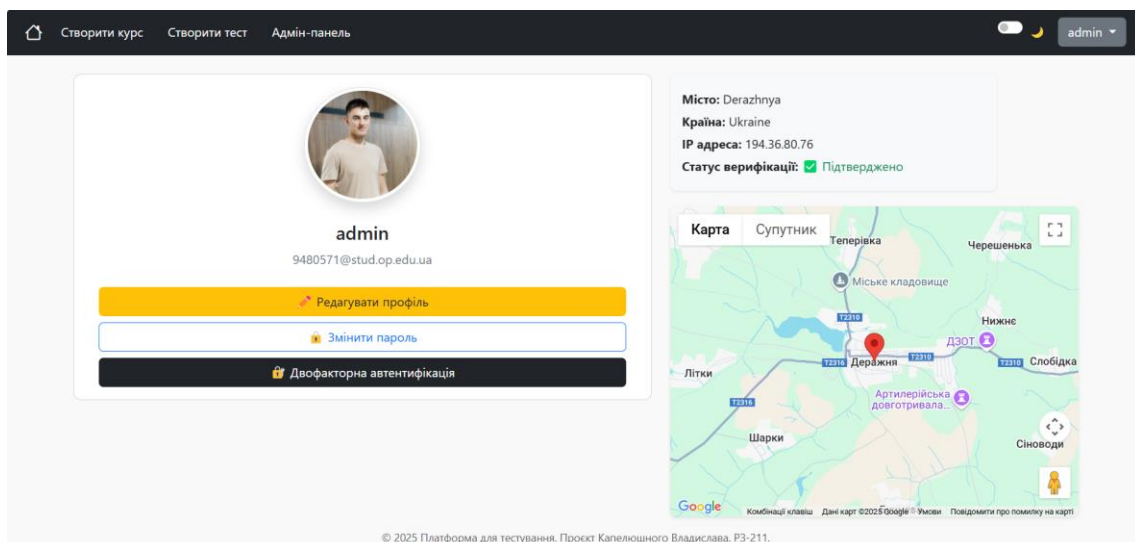 Створити курс Створити тест Адмін-панель admin
admin
9480571@stud.op.edu.ua
Редагувати профіль
Змінити пароль
Двофакторна автентифікація
Місто: Derazhnya
Країна: Ukraine
IP адреса: 194.36.80.76
Статус верифікації: Підтверджено
Карта Супутник
Теперівка
Черешенька
Міське кладовище
T2310
Нижнє
ДЗОТ
Деражня
T2316 T2310 T2310 Слобідка
Літки
Артилерійська
довготривала...
T2316
Шарки
Сіноводи
Google
Комбінації клавіш Дані карт ©2025 Google Умови Повідомити про помилку на карті
© 2025 Платформа для тестування. Проєкт Капелюшного Владислава. РЗ-211.